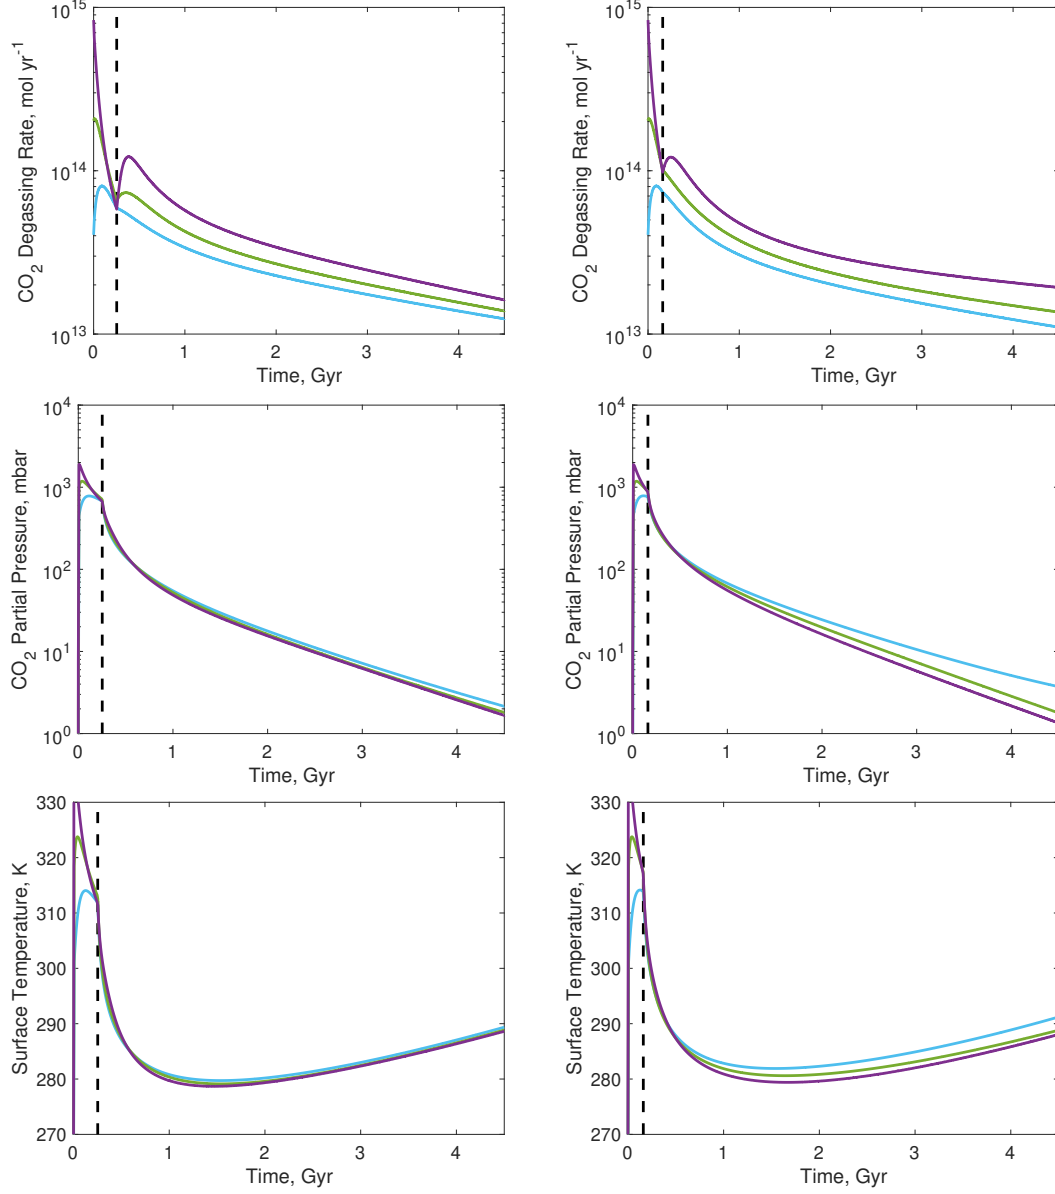 CO2 Degassing Rate, mol yr-1
10^15
10^14
10^13
0 1 2 3 4
Time, Gyr
CO2 Degassing Rate, mol yr-1
10^15
10^14
10^13
0 1 2 3 4
Time, Gyr
CO2 Partial Pressure, mbar
10^4
10^3
10^2
10^1
10^0
0 1 2 3 4
Time, Gyr
CO2 Partial Pressure, mbar
10^4
10^3
10^2
10^1
10^0
0 1 2 3 4
Time, Gyr
Surface Temperature, K
330
320
310
300
290
280
270
0 1 2 3 4
Time, Gyr
Surface Temperature, K
330
320
310
300
290
280
270
0 1 2 3 4
Time, Gyr